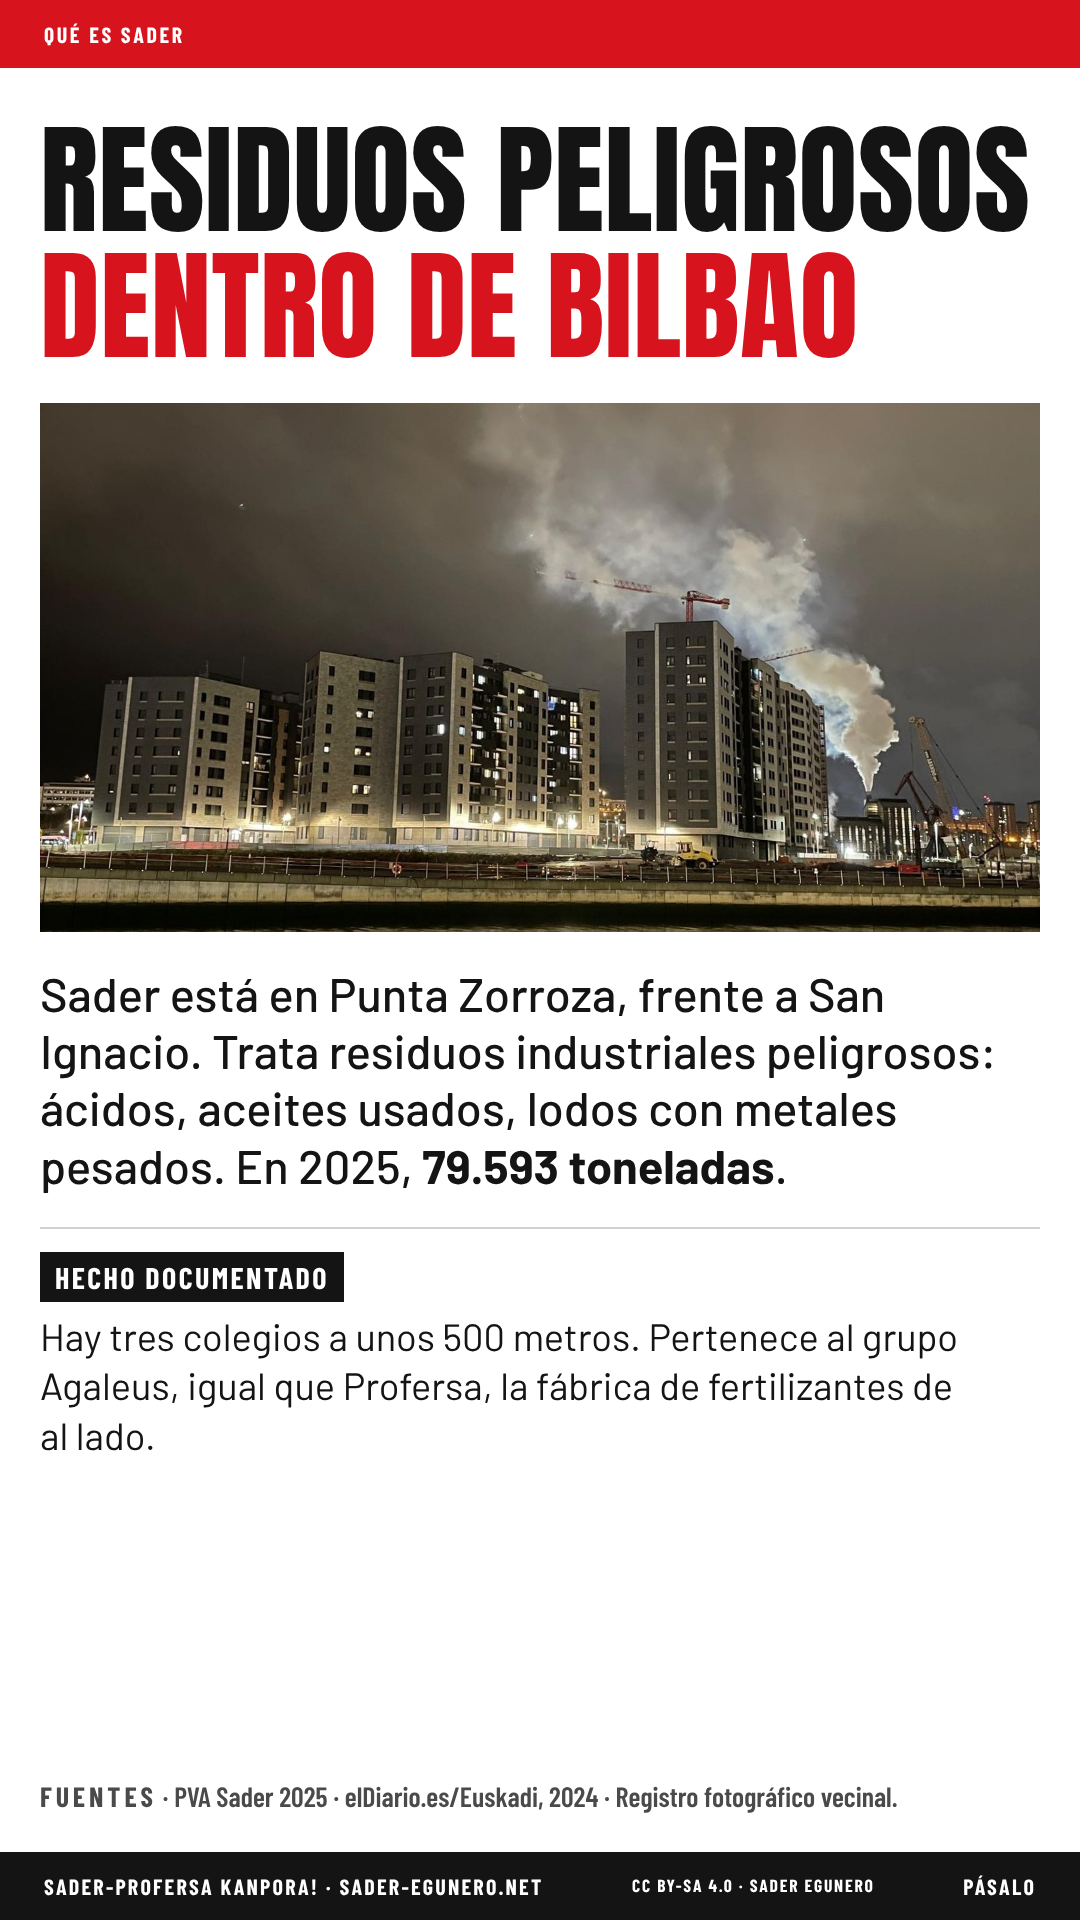 QUÉ ES SADER
RESIDUOS PELIGROSOS
DENTRO DE BILBAO
Sader está en Punta Zorroza, frente a San
Ignacio. Trata residuos industriales peligrosos:
ácidos, aceites usados, lodos con metales
pesados. En 2025, 79.593 toneladas.
HECHO DOCUMENTADO
Hay tres colegios a unos 500 metros. Pertenece al grupo
Agaleus, igual que Profersa, la fábrica de fertilizantes de
al lado.
FUENTES · PVA Sader 2025 · elDiario.es/Euskadi, 2024 · Registro fotográfico vecinal.
SADER-PROFERSA KANPORA! · SADER-EGUNERO.NET CC BY-SA 4.0 · SADER EGUNERO PÁSALO